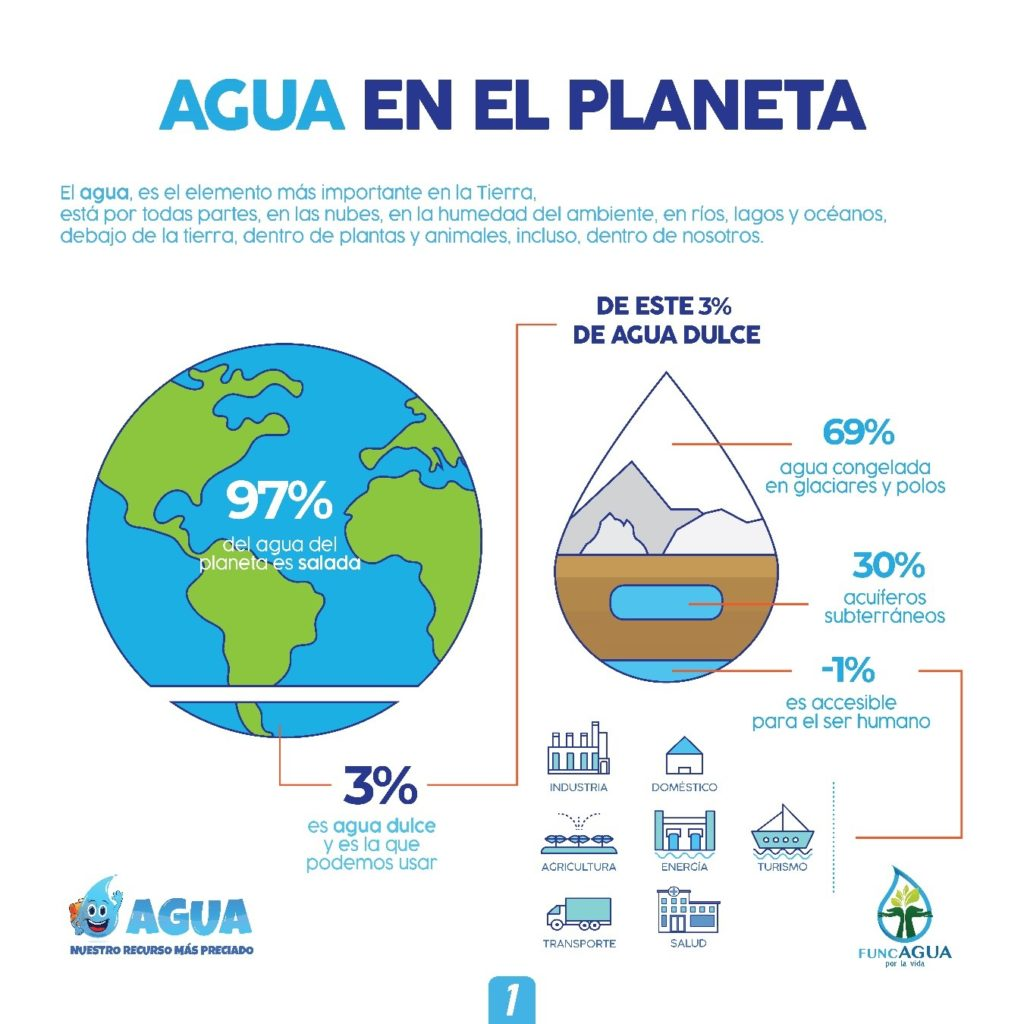 AGUA EN EL PLANETA
El agua, es el elemento más importante en la Tierra,
está por todas partes, en las nubes, en la humedad del ambiente, en ríos, lagos y océanos,
debajo de la tierra, dentro de plantas y animales, incluso, dentro de nosotros.
DE ESTE 3%
DE AGUA DULCE
97%
del agua del
planeta es salada
69%
agua congelada
en glaciares y polos
30%
acuíferos
subterráneos
-1%
es accesible
para el ser humano
3%
es agua dulce
y es la que
podemos usar
INDUSTRIA
DOMÉSTICO
AGRICULTURA
ENERGÍA
TURISMO
TRANSPORTE
SALUD
AGUA
NUESTRO RECURSO MÁS PRECIADO
FUNCAGUA
por la vida
1